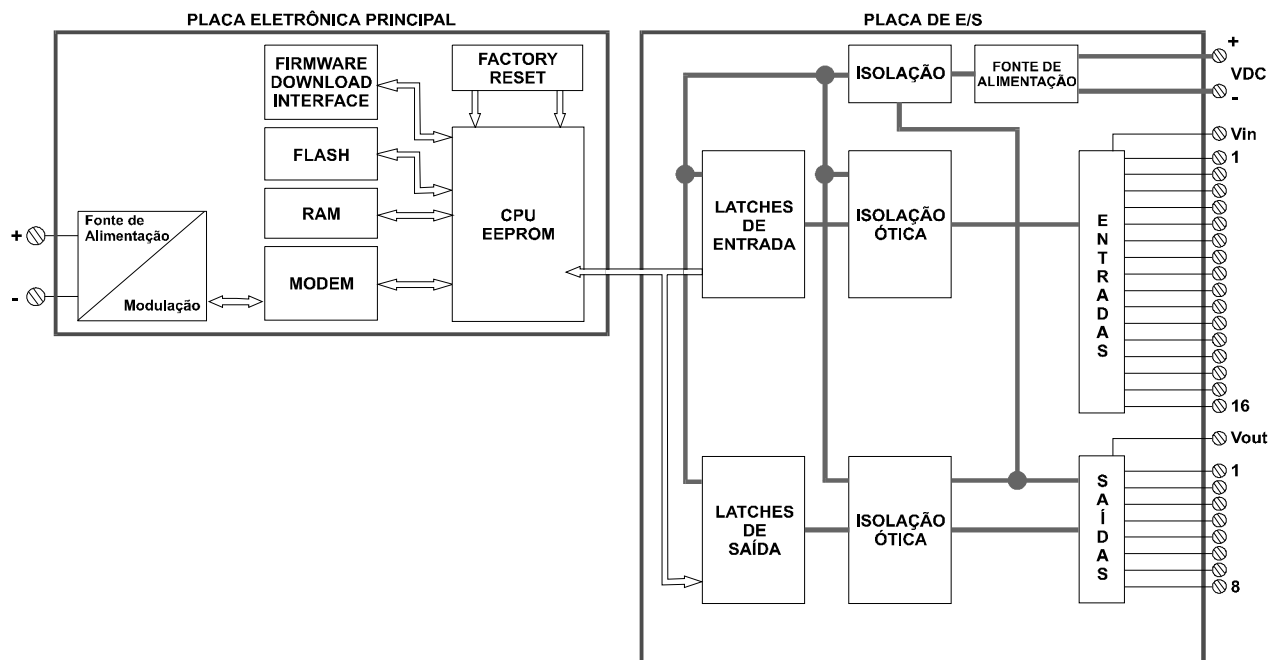 PLACA ELETRÔNICA PRINCIPAL
FIRMWARE
DOWNLOAD
INTERFACE
FACTORY
RESET
FLASH
RAM
CPU
EEPROM
MODEM
Fonte de
Alimentação
Modulação
+
-
PLACA DE E/S
ISOLAÇÃO
FONTE DE
ALIMENTAÇÃO
+
VDC
-
LATCHES
DE
ENTRADA
ISOLAÇÃO
ÓTICA
ENTRADAS
Vin
1
16
LATCHES
DE
SAÍDA
ISOLAÇÃO
ÓTICA
SAÍDAS
Vout
1
8